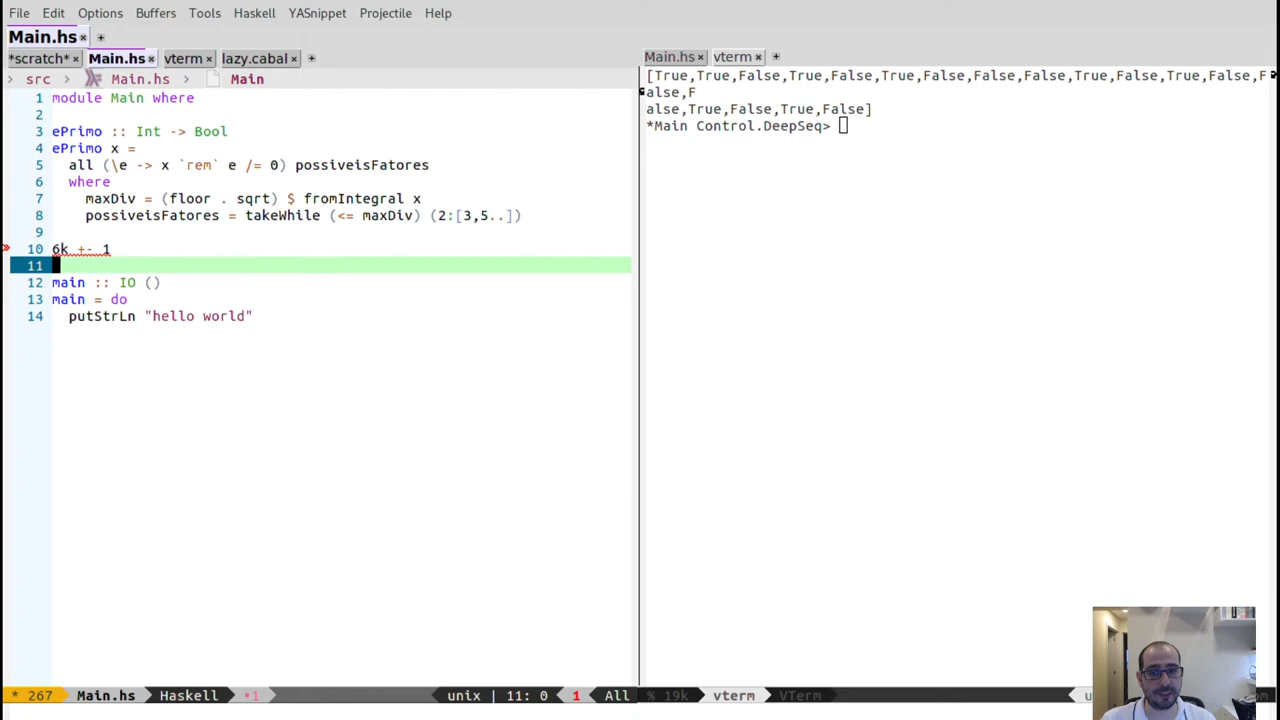 File Edit Options Buffers Tools Haskell YASnippet Projectile Help
Main.hs × +
*scratch* × Main.hs × vterm × lazy.cabal × +
> src > Main.hs > Main
1 module Main where
2
3 ePrimo :: Int -> Bool
4 ePrimo x =
5 all (\e -> x `rem` e /= 0) possiveisFatores
6 where
7 maxDiv = (floor . sqrt) $ fromIntegral x
8 possiveisFatores = takeWhile (<= maxDiv) (2:[3,5..])
9
» 10 6k +- 1
11
12 main :: IO ()
13 main = do
14 putStrLn "hello world"
* 267 Main.hs Haskell •1 unix | 11: 0 1 All
Main.hs × vterm × +
[True,True,False,True,False,True,False,False,False,True,False,True,False,F
alse,F
alse,True,False,True,False]
*Main Control.DeepSeq>
% 19k vterm VTerm